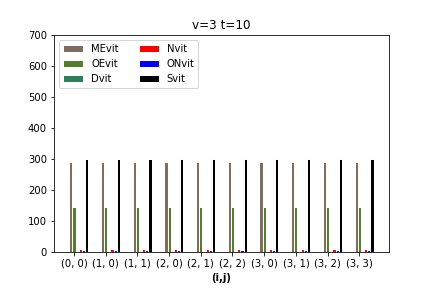 v=3 t=10
700
600
500
400
300
200
100
0
MEvit Nvit
OEvit ONvit
Dvit Svit
(0, 0) (1, 0) (1, 1) (2, 0) (2, 1) (2, 2) (3, 0) (3, 1) (3, 2) (3, 3)
(i,j)